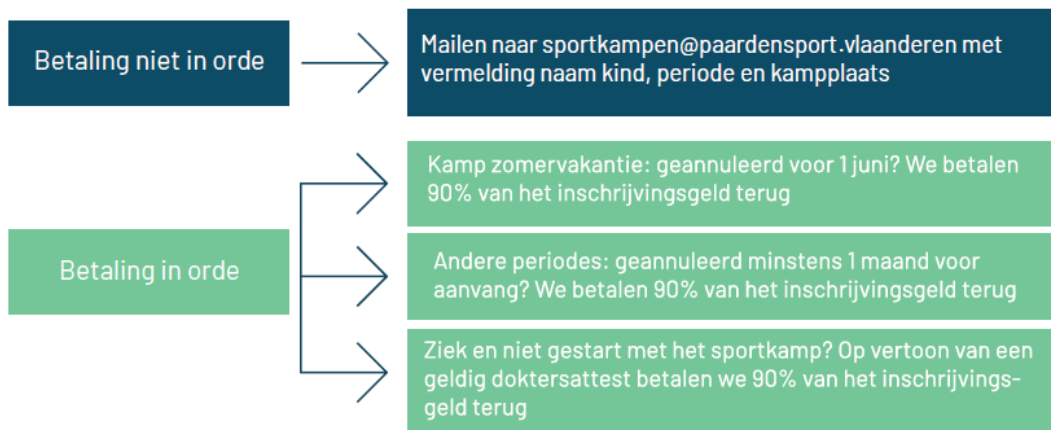 Betaling niet in orde
Mailen naar sportkampen@paardensport.vlaanderen met
vermelding naam kind, periode en kampplaats
Kamp zomervakantie: geannuleerd voor 1 juni? We betalen
90% van het inschrijvingsgeld terug
Betaling in orde
Andere periodes: geannuleerd minstens 1 maand voor
aanvang? We betalen 90% van het inschrijvingsgeld terug
Ziek en niet gestart met het sportkamp? Op vertoon van een
geldig doktersattest betalen we 90% van het inschrijvings-
geld terug